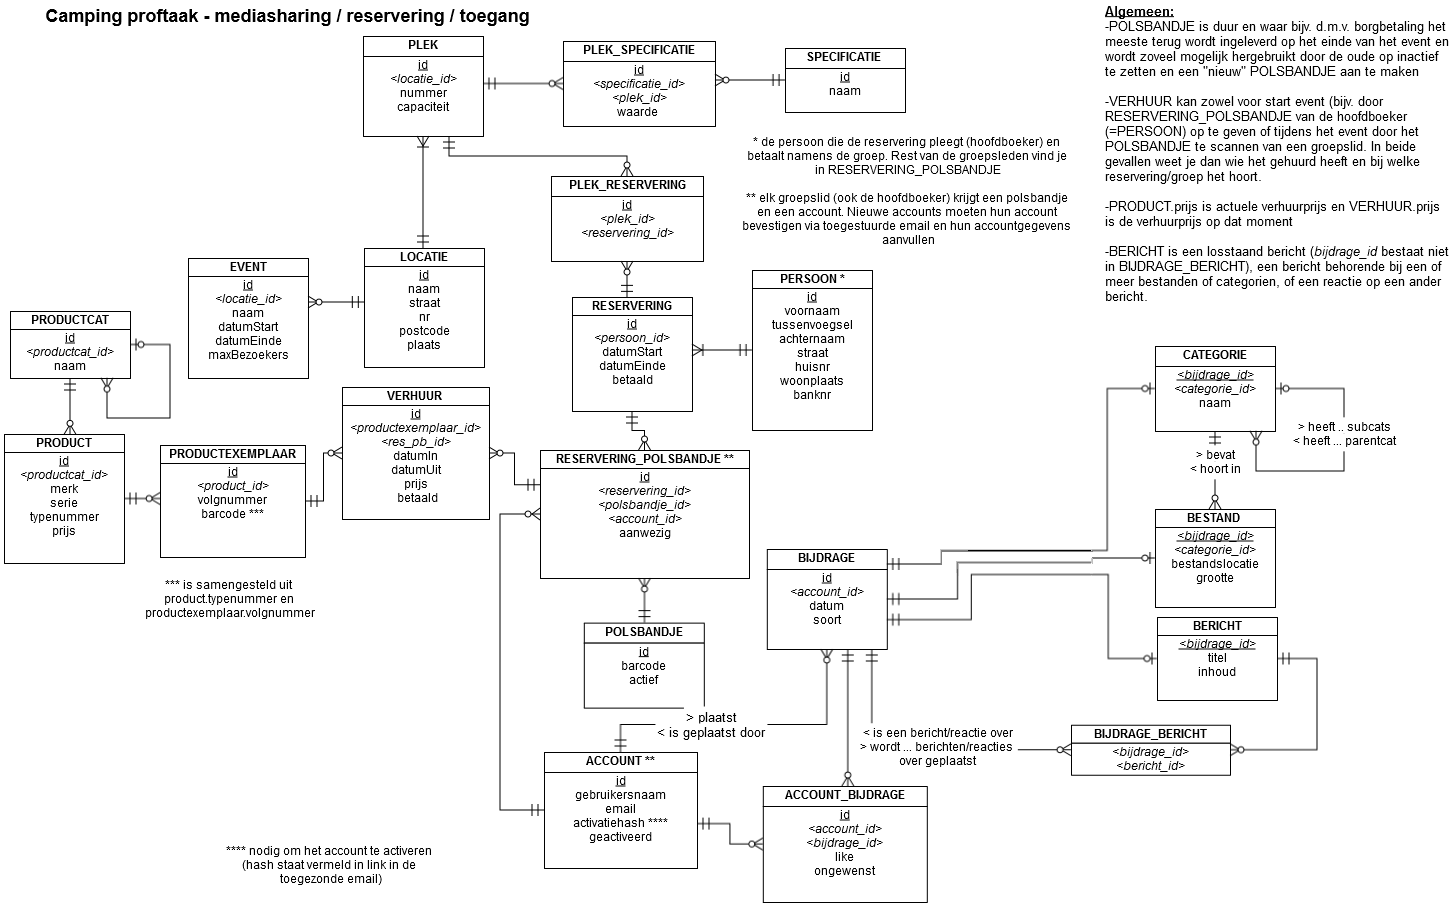 Camping proftaak - mediasharing / reservering / toegang
PLEK
id
<locatie_id>
nummer
capaciteit
PLEK_SPECIFICATIE
id
<specificatie_id>
<plek_id>
waarde
SPECIFICATIE
id
naam
Algemeen:
-POLSBANDJE is duur en waar bijv. d.m.v. borgbetaling het
meeste terug wordt ingeleverd op het einde van het event en
wordt zoveel mogelijk hergebruikt door de oude op inactief
te zetten en een "nieuw" POLSBANDJE aan te maken
-VERHUUR kan zowel voor start event (bijv. door
RESERVERING_POLSBANDJE van de hoofdboeker
(=PERSOON) op te geven of tijdens het event door het
POLSBANDJE te scannen van een groepslid. In beide
gevallen weet je dan wie het gehuurd heeft en bij welke
reservering/groep het hoort.
-PRODUCT.prijs is actuele verhuurprijs en VERHUUR.prijs
is de verhuurprijs op dat moment
-BERICHT is een losstaand bericht (bijdrage_id bestaat niet
in BIJDRAGE_BERICHT), een bericht behorende bij een of
meer bestanden of categorien, of een reactie op een ander
bericht.
* de persoon die de reservering pleegt (hoofdboeker) en
betaalt namens de groep. Rest van de groepsleden vind je
in RESERVERING_POLSBANDJE
** elk groepslid (ook de hoofdboeker) krijgt een polsbandje
en een account. Nieuwe accounts moeten hun account
bevestigen via toegestuurde email en hun accountgegevens
aanvullen
PLEK_RESERVERING
id
<plek_id>
<reservering_id>
EVENT
id
<locatie_id>
naam
datumStart
datumEinde
maxBezoekers
LOCATIE
id
naam
straat
nr
postcode
plaats
RESERVERING
id
<persoon_id>
datumStart
datumEinde
betaald
PERSOON *
id
voornaam
tussenvoegsel
achternaam
straat
huisnr
woonplaats
banknr
PRODUCTCAT
id
<productcat_id>
naam
PRODUCT
id
<productcat_id>
merk
serie
typenummer
prijs
PRODUCTEXEMPLAAR
id
<product_id>
volgnummer
barcode ***
*** is samengesteld uit
product.typenummer en
productexemplaar.volgnummer
VERHUUR
id
<productexemplaar_id>
<res_pb_id>
datumIn
datumUit
prijs
betaald
RESERVERING_POLSBANDJE **
id
<reservering_id>
<polsbandje_id>
<account_id>
aanwezig
POLSBANDJE
id
barcode
actief
> plaatst
< is geplaatst door
ACCOUNT **
id
gebruikersnaam
email
activatiehash ****
geactiveerd
**** nodig om het account te activeren
(hash staat vermeld in link in de
toegezonde email)
BIJDRAGE
id
<account_id>
datum
soort
ACCOUNT_BIJDRAGE
id
<account_id>
<bijdrage_id>
like
ongewenst
< is een bericht/reactie over
> wordt ... berichten/reacties
over geplaatst
CATEGORIE
<bijdrage_id>
<categorie_id>
naam
> heeft .. subcats
< heeft ... parentcat
> bevat
< hoort in
BESTAND
<bijdrage_id>
<categorie_id>
bestandslocatie
grootte
BERICHT
<bijdrage_id>
titel
inhoud
BIJDRAGE_BERICHT
<bijdrage_id>
<bericht_id>